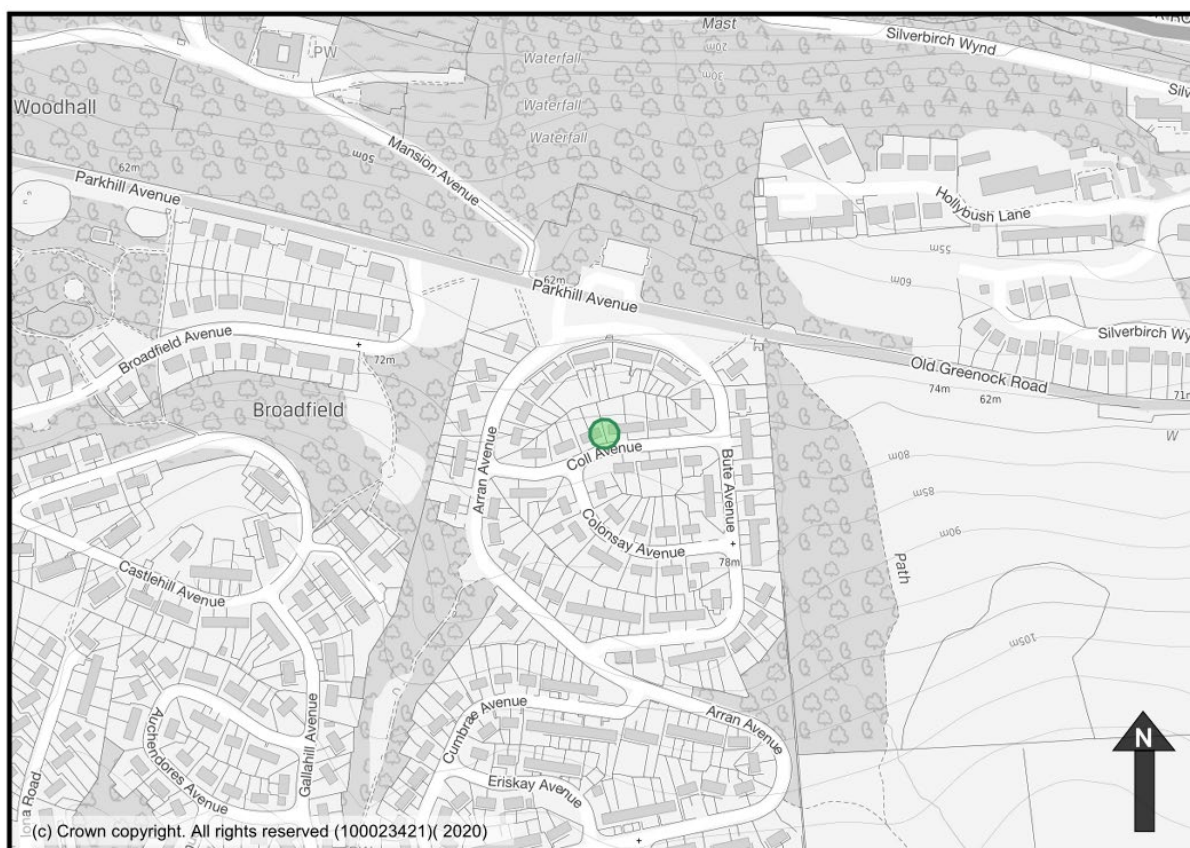 Mast
Silverbirch Wynd
20m
30m
PW
Waterfall
Waterfall
Waterfall
Woodhall
50m
Mansion Avenue
62m
Parkhill Avenue
Hollybush Lane
55m
60m
62m
Parkhill Avenue
Silverbirch Wy
Broadfield Avenue
72m
Old Greenock Road
74m
62m
71m
Broadfield
W
Coll Avenue
Arran Avenue
Bute Avenue
80m
85m
90m
Colonsay Avenue
78m
Path
Castlehill Avenue
105m
Cumbrae Avenue
Arran Avenue
Auchendores Avenue
Gallahill Avenue
Eriskay Avenue
Iona Road
N
(c) Crown copyright. All rights reserved (100023421)( 2020)